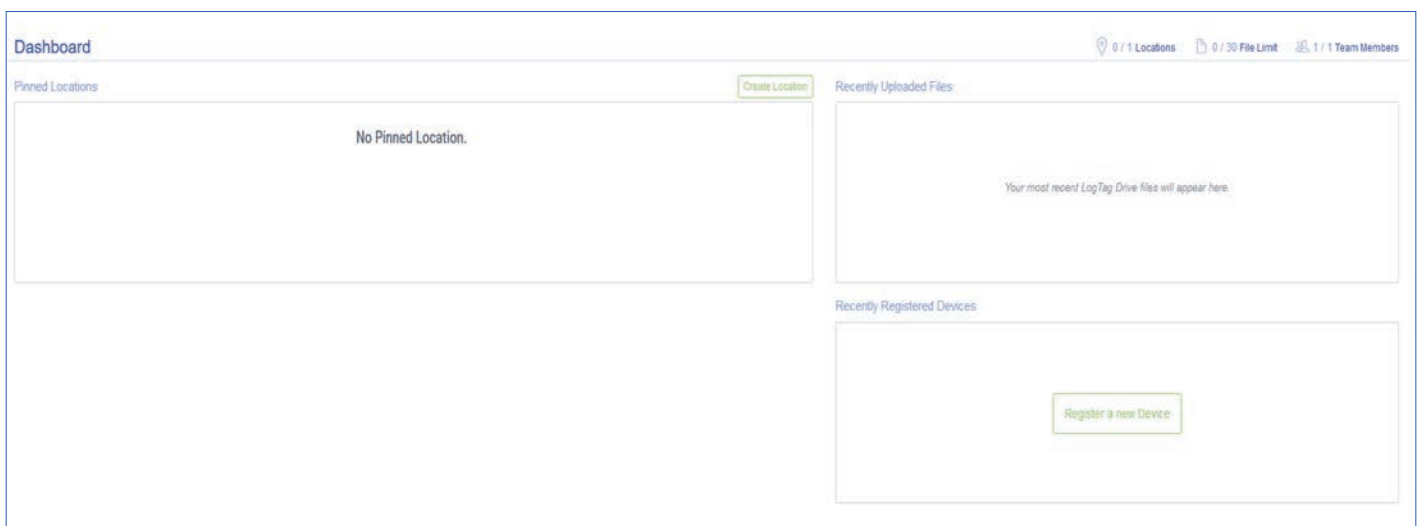 Dashboard
0 / 1 Locations
0 / 30 File Limit
1 / 1 Team Members
Pinned Locations
Create Location
No Pinned Location.
Recently Uploaded Files:
Your most recent LogTag Drive files will appear here.
Recently Registered Devices
Register a new Device